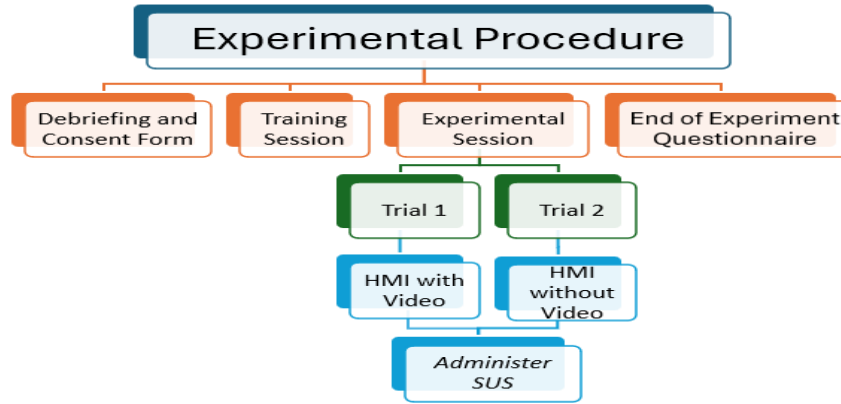 Experimental Procedure
Debriefing and
Consent Form
Training
Session
Experimental
Session
End of Experiment
Questionnaire
Trial 1
Trial 2
HMI with
Video
HMI
without
Video
Administer
SUS